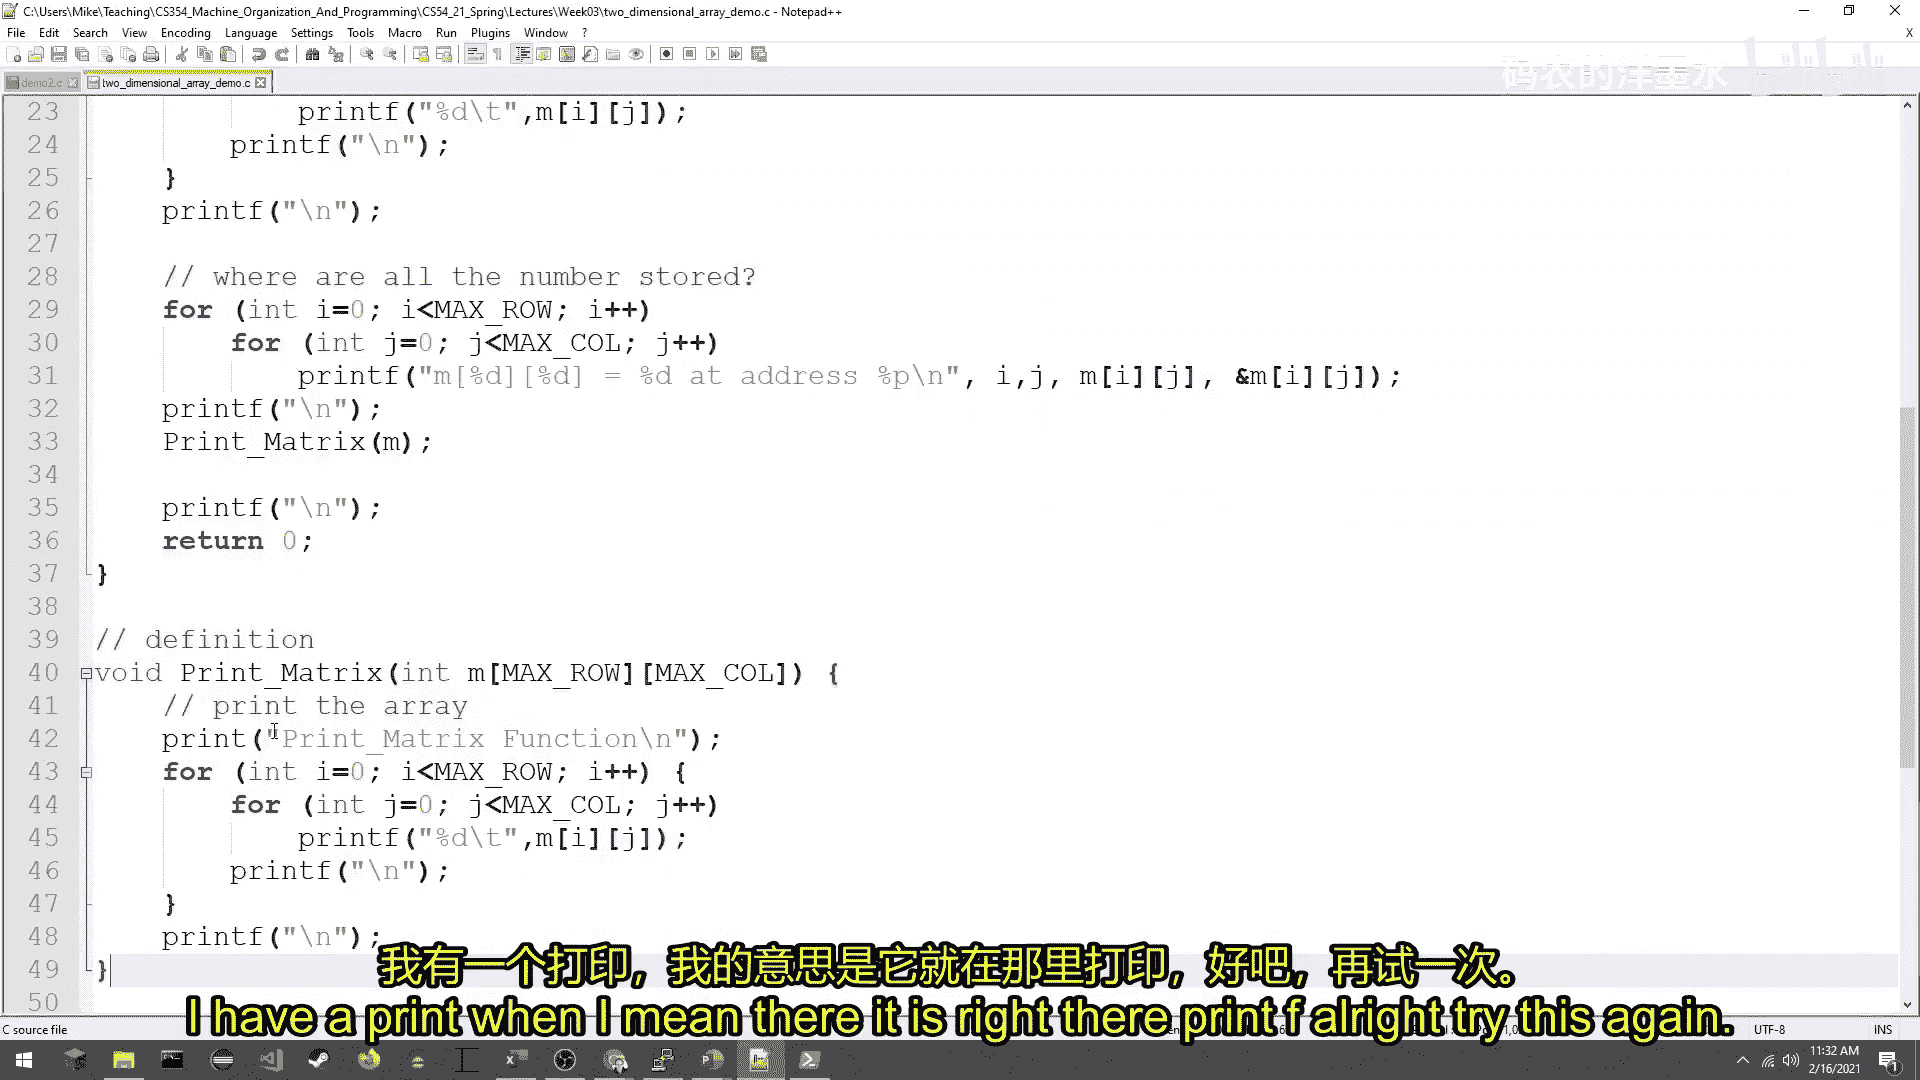 C:\Users\Mike\Teaching\CS354_Machine_Organization_And_Programming\CS54_21_Spring\Lectures\Week03\two_dimensional_array_demo.c - Notepad++
File Edit Search View Encoding Language Settings Tools Macro Run Plugins Window ? X
demo2.c two_dimensional_array_demo.c
码农的洋墨水
23 printf("%d\t",m[i][j]);
24 printf("\n");
25 }
26 printf("\n");
27
28 // where are all the number stored?
29 for (int i=0; i<MAX_ROW; i++)
30 for (int j=0; j<MAX_COL; j++)
31 printf("m[%d][%d] = %d at address %p\n", i,j, m[i][j], &m[i][j]);
32 printf("\n");
33 Print_Matrix(m);
34
35 printf("\n");
36 return 0;
37 }
38
39 // definition
40 void Print_Matrix(int m[MAX_ROW][MAX_COL]) {
41 // print the array
42 print("Print_Matrix Function\n");
43 for (int i=0; i<MAX_ROW; i++) {
44 for (int j=0; j<MAX_COL; j++)
45 printf("%d\t",m[i][j]);
46 printf("\n");
47 }
48 printf("\n");
49 }
50
我有一个打印，我的意思是它就在那里打印，好吧，再试一次。
I have a print when I mean there it is right there print f alright try this again.
C source file UTF-8 INS
11:32 AM
2/16/2021